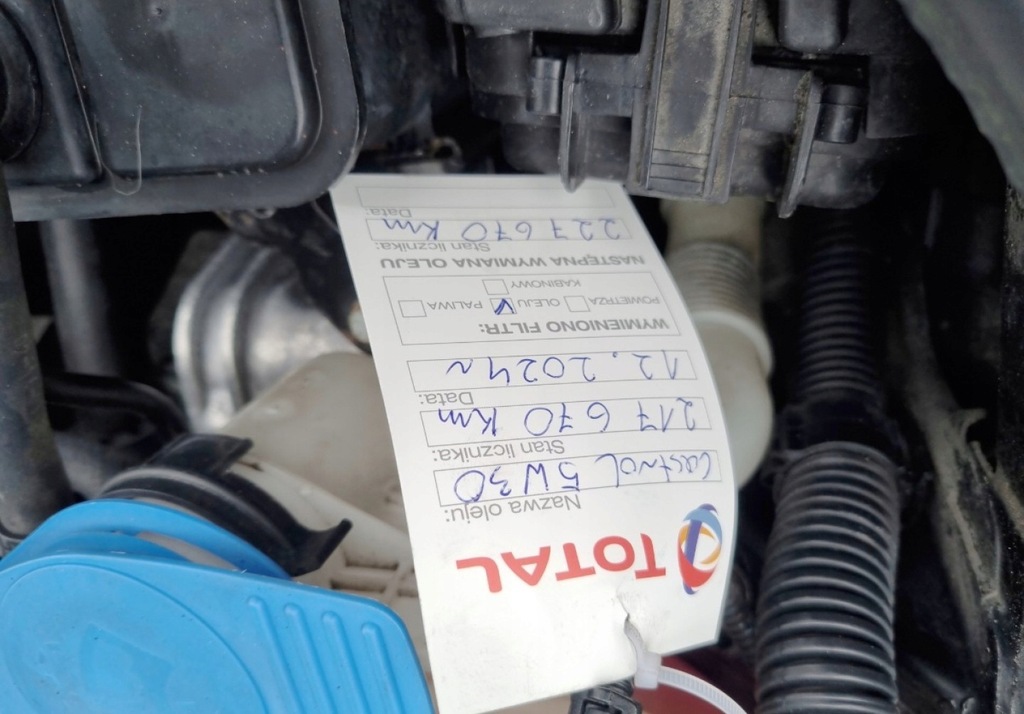 TOTAL
Nazwa oleju:
Castrol 5W30
Stan licznika:
217 670 Km
Data:
12. 2024r
WYMIENIONO FILTR:
POWIETRZA OLEJU PALIWA
KABINOWY
NASTĘPNA WYMIANA OLEJU
Stan licznika:
227 670 Km
Data: